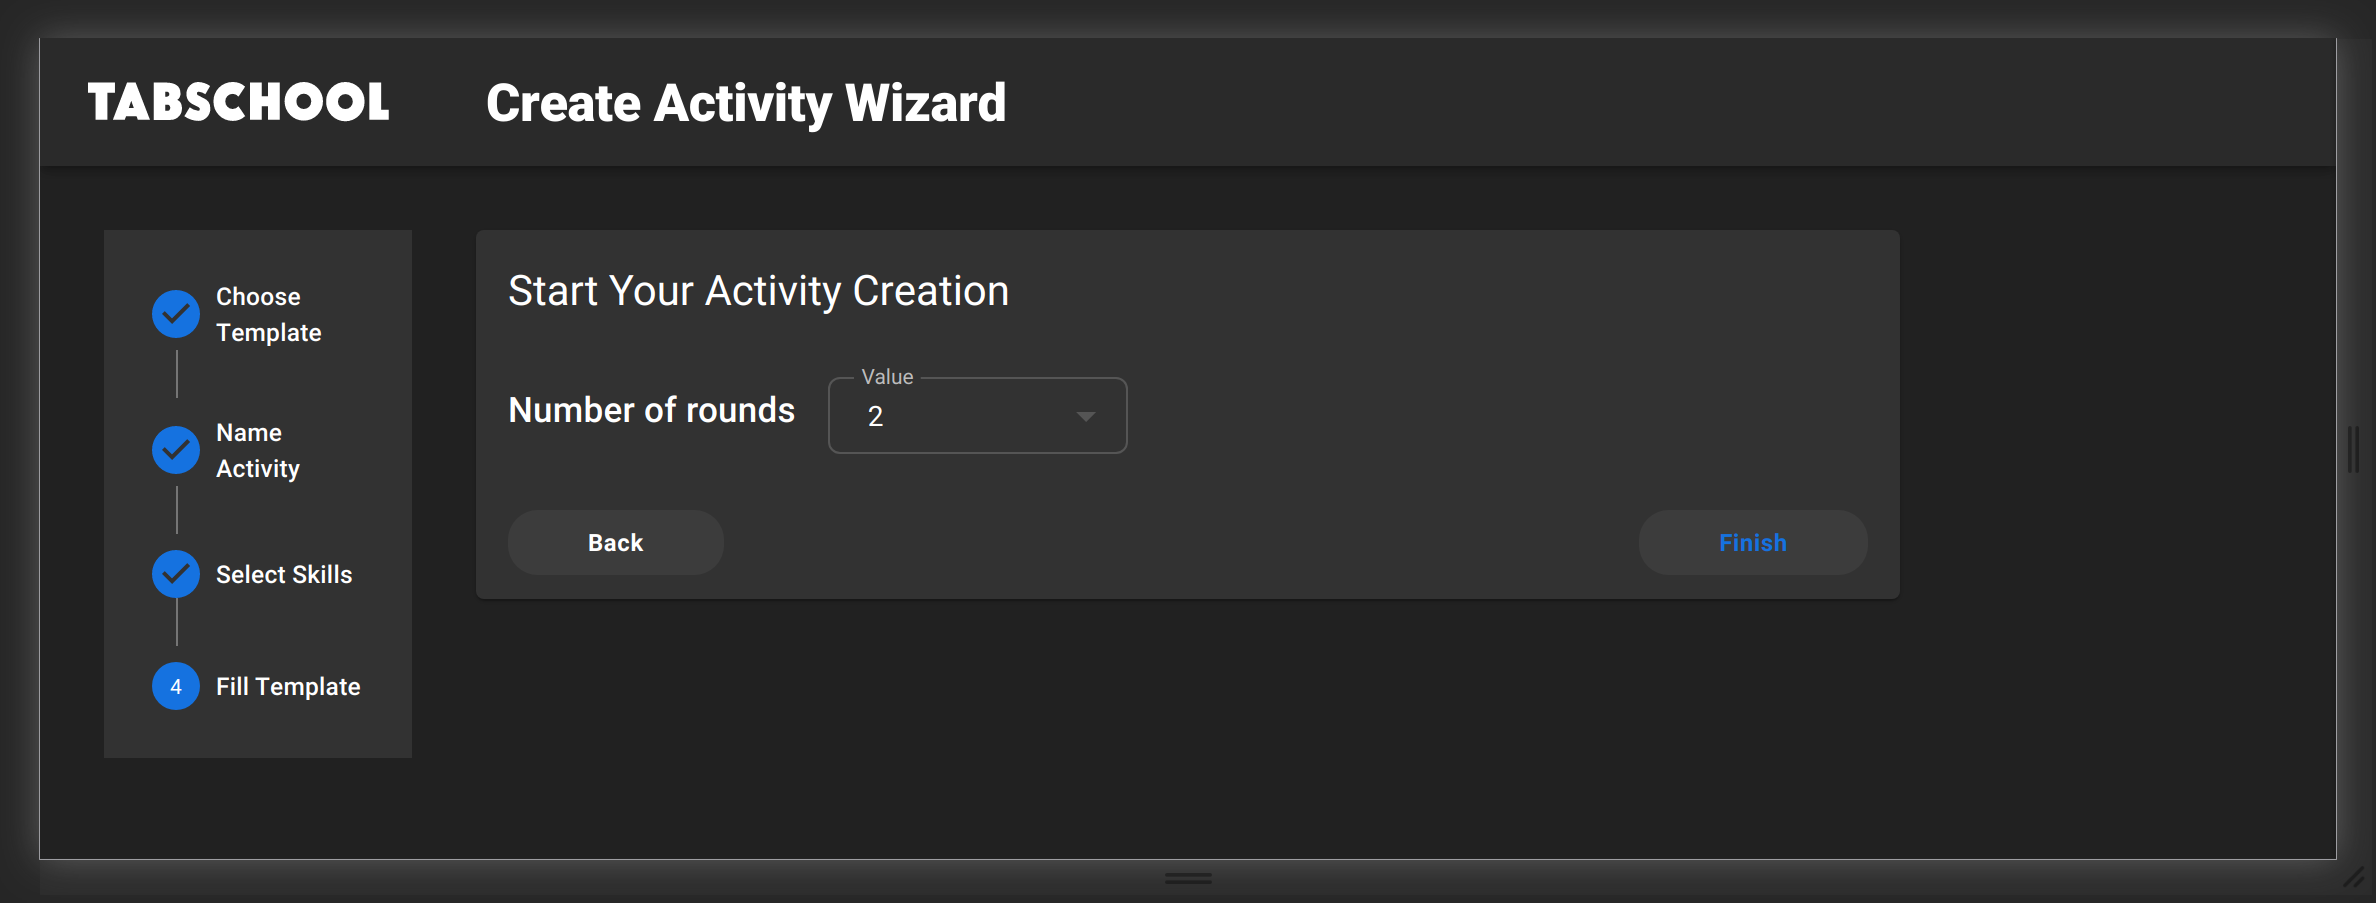 TABSCHOOL
Create Activity Wizard
Choose
Template
Name
Activity
Select Skills
4
Fill Template
Start Your Activity Creation
Number of rounds
Value
2
Back
Finish